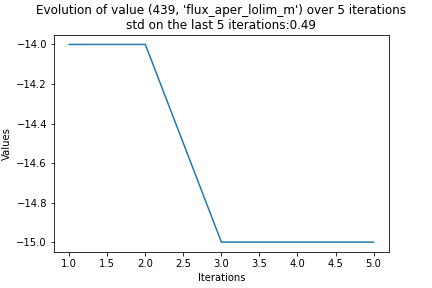 Evolution of value (439, 'flux_aper_lolim_m') over 5 iterations
std on the last 5 iterations:0.49
−14.0
−14.2
−14.4
−14.6
−14.8
−15.0
Values
1.0 1.5 2.0 2.5 3.0 3.5 4.0 4.5 5.0
Iterations